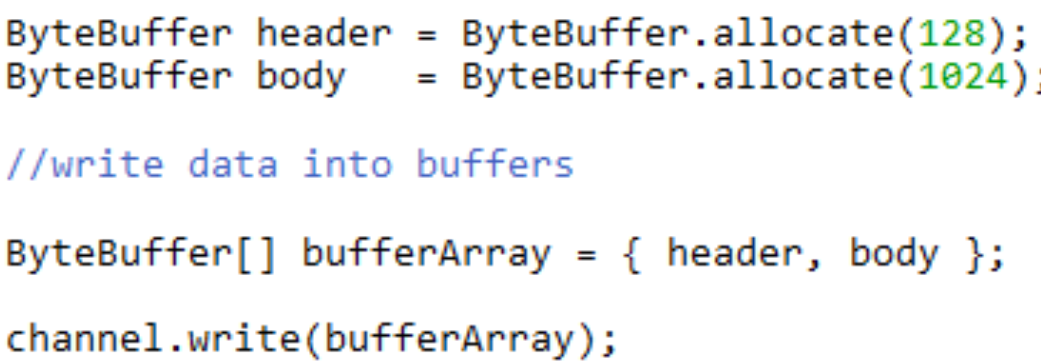 ByteBuffer header = ByteBuffer.allocate(128);
ByteBuffer body   = ByteBuffer.allocate(1024);
//write data into buffers
ByteBuffer[] bufferArray = { header, body };
channel.write(bufferArray);